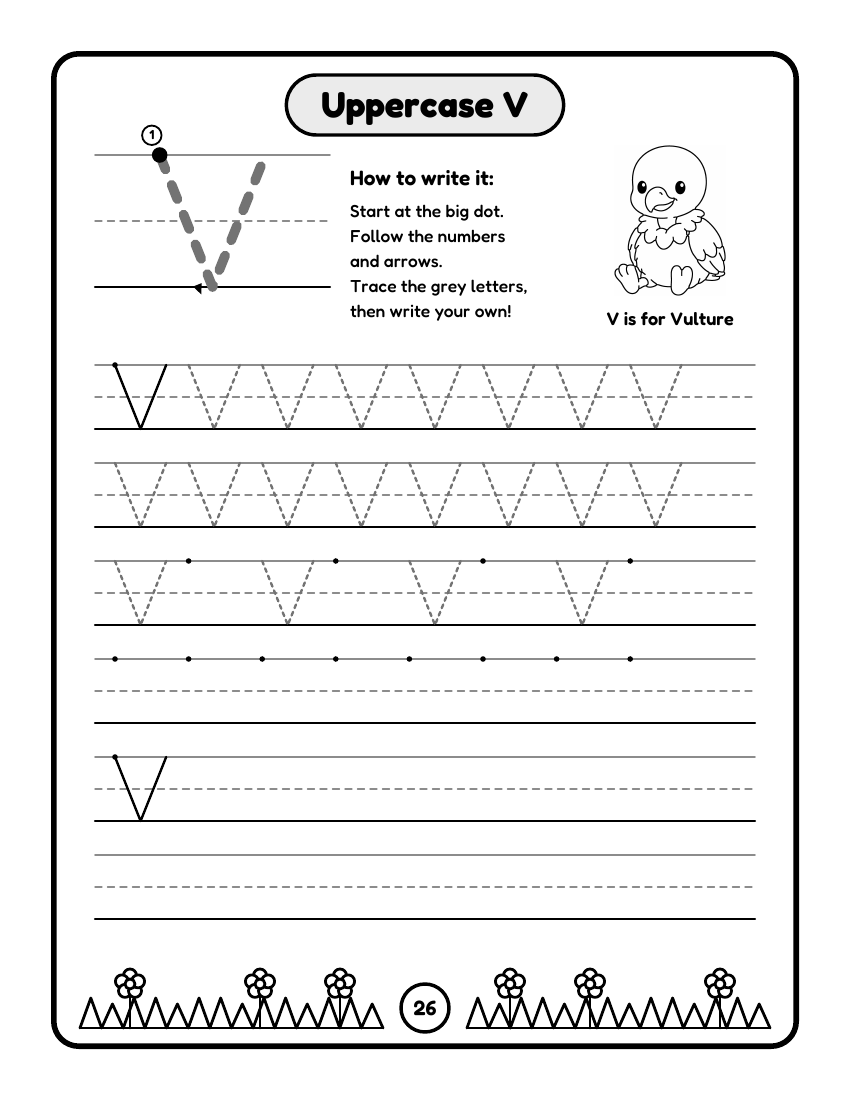 Uppercase V
1
V
How to write it:
Start at the big dot.
Follow the numbers
and arrows.
Trace the grey letters,
then write your own!
V is for Vulture
V V V V V V V V
V V V V V V V V
V V V V
V
26